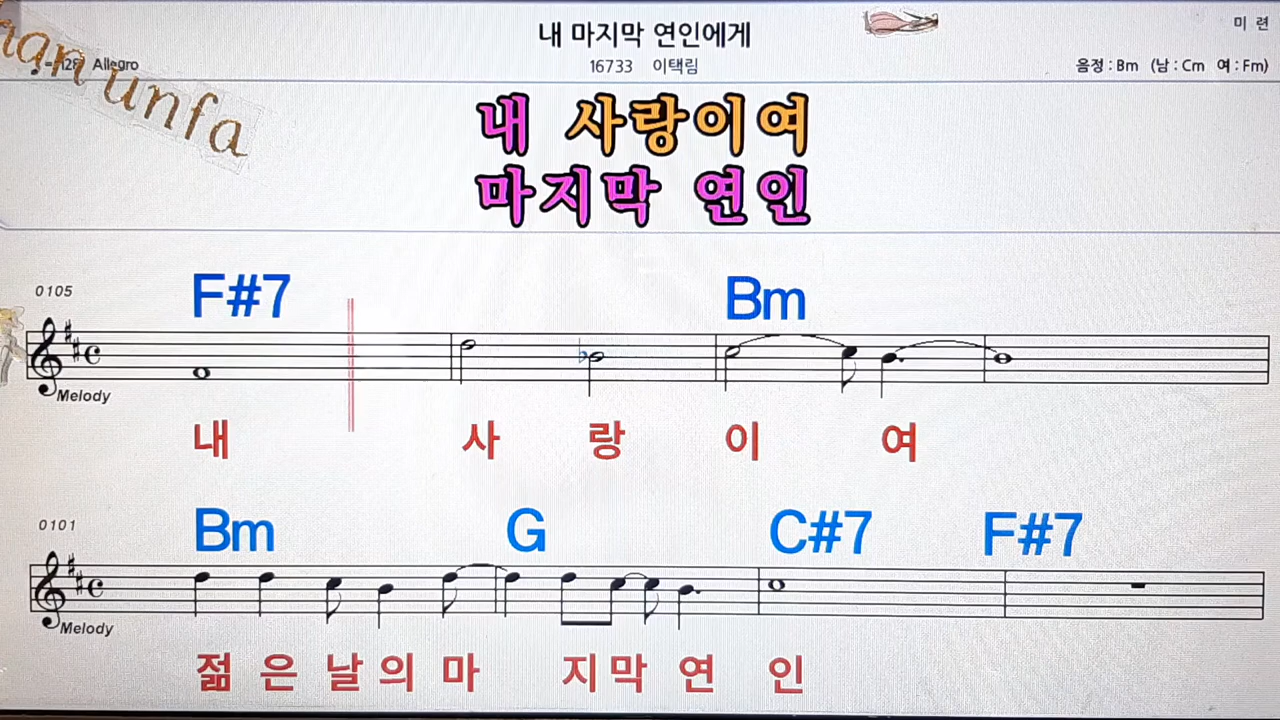 내 마지막 연인에게
미 련
han unfa
Allegro
16733 이택림
음정 : Bm (남 : Cm 여 : Fm)
내 사랑이여
마지막 연인
F#7 Bm
0105
Melody
내 사 랑 이 여
Bm G C#7 F#7
0101
Melody
젊 은 날 의 마 지 막 연 인